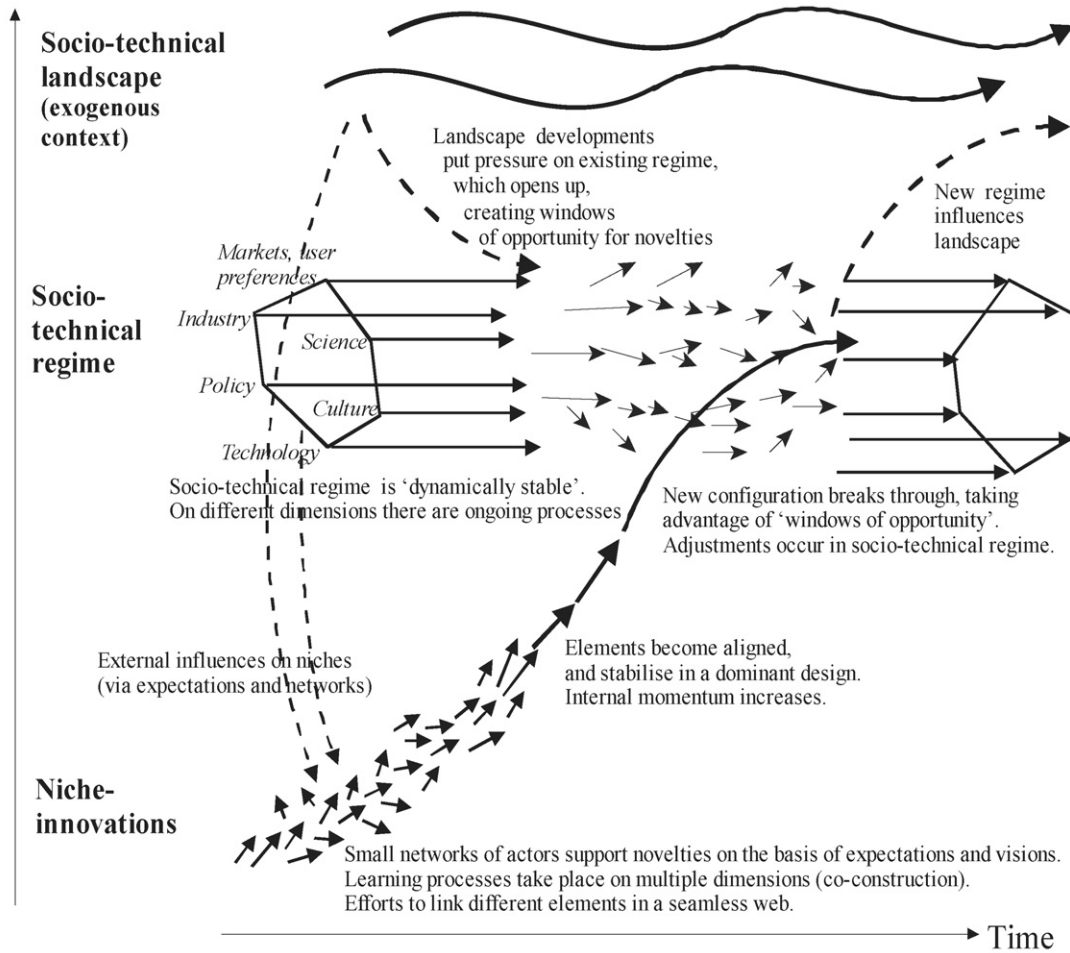 Socio-technical
landscape
(exogenous
context)
Landscape developments
put pressure on existing regime,
which opens up,
creating windows
of opportunity for novelties
New regime
influences
landscape
Markets, user
preferences
Socio-
technical
regime
Industry
Science
Policy
Culture
Technology
Socio-technical regime is ‘dynamically stable’.
On different dimensions there are ongoing processes
New configuration breaks through, taking
advantage of ‘windows of opportunity’.
Adjustments occur in socio-technical regime.
Elements become aligned,
and stabilise in a dominant design.
Internal momentum increases.
External influences on niches
(via expectations and networks)
Niche-
innovations
Small networks of actors support novelties on the basis of expectations and visions.
Learning processes take place on multiple dimensions (co-construction).
Efforts to link different elements in a seamless web.
Time